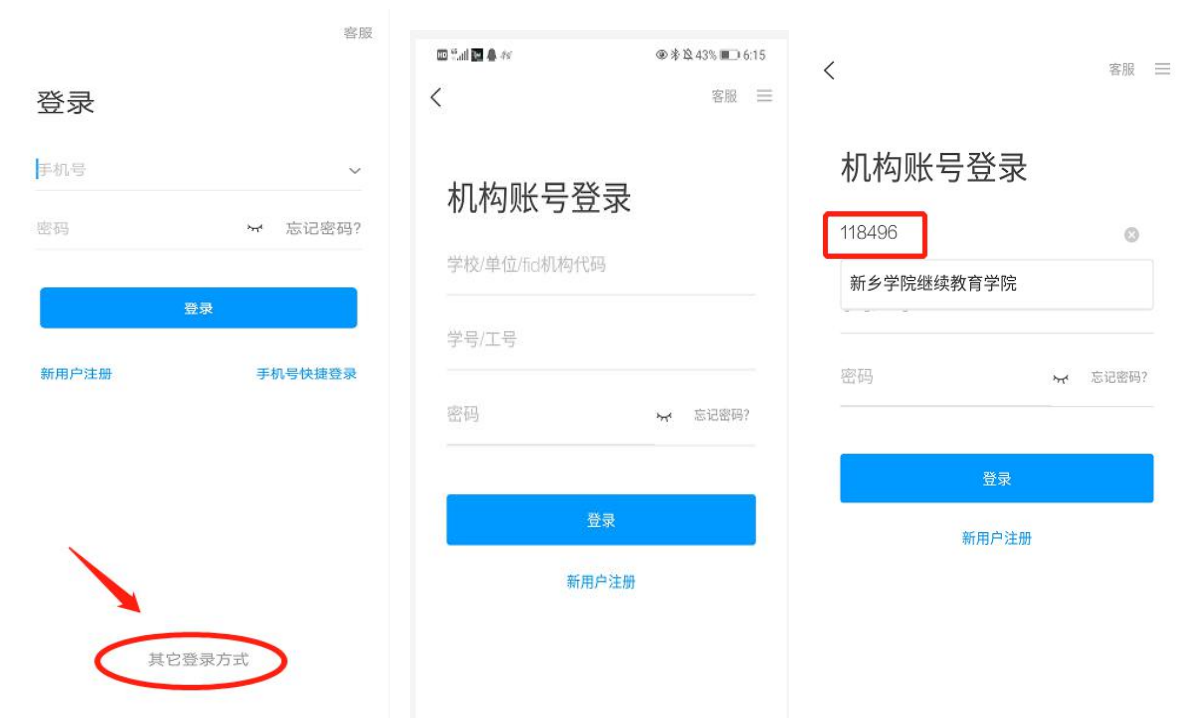 客服
登录
手机号
密码 忘记密码?
登录
新用户注册 手机号快捷登录
其它登录方式
HD 43% 6:15
客服
机构账号登录
学校/单位/fid机构代码
学号/工号
密码 忘记密码?
登录
新用户注册
客服
机构账号登录
118496
新乡学院继续教育学院
密码 忘记密码?
登录
新用户注册